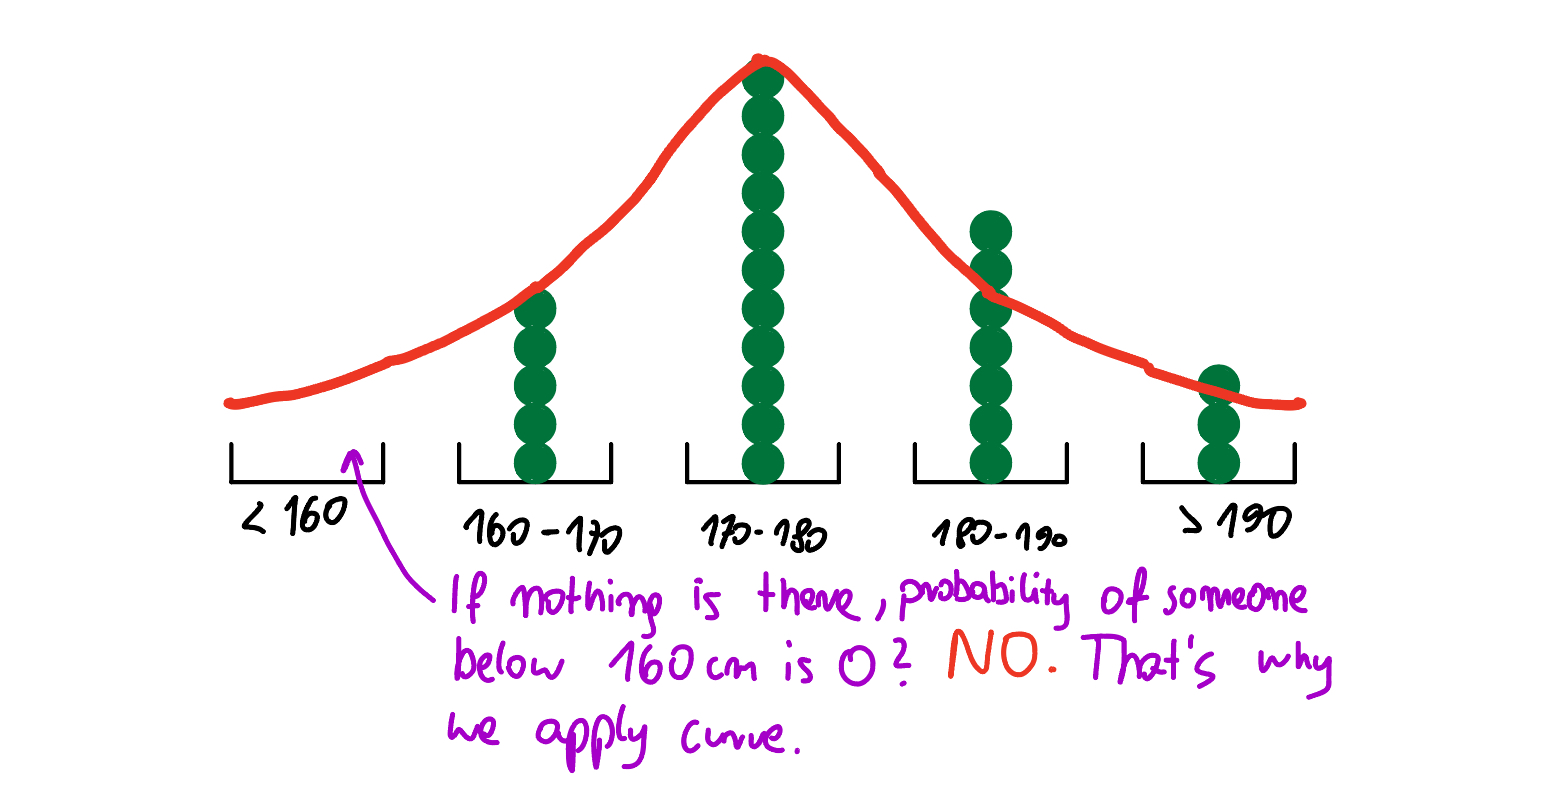 < 160
160-170
170-180
180-190
> 190
If nothing is there, probability of someone
below 160 cm is 0? NO. That's why
we apply curve.